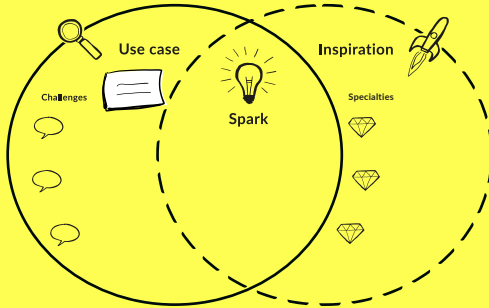 Use case
Inspiration
Challenges
Specialties
Spark